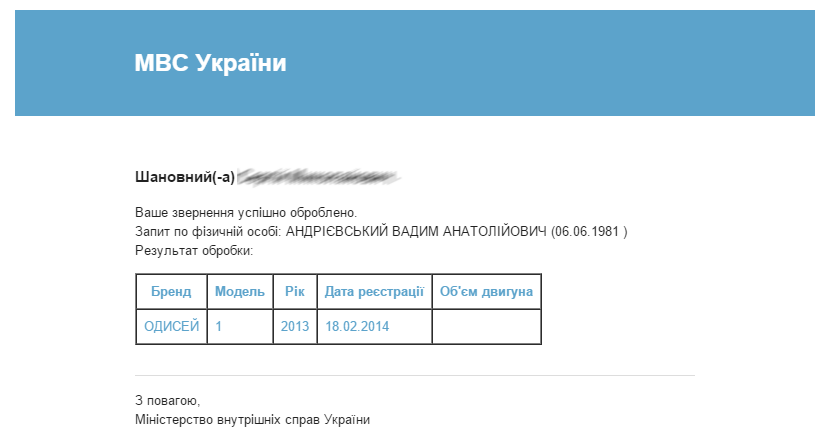 МВС України
Шановний(-а)
Ваше звернення успішно оброблено.
Запит по фізичній особі: АНДРІЄВСЬКИЙ ВАДИМ АНАТОЛІЙОВИЧ (06.06.1981 )
Результат обробки:
Бренд Модель Рік Дата реєстрації Об'єм двигуна
ОДИСЕЙ 1 2013 18.02.2014
З повагою,
Міністерство внутрішніх справ України